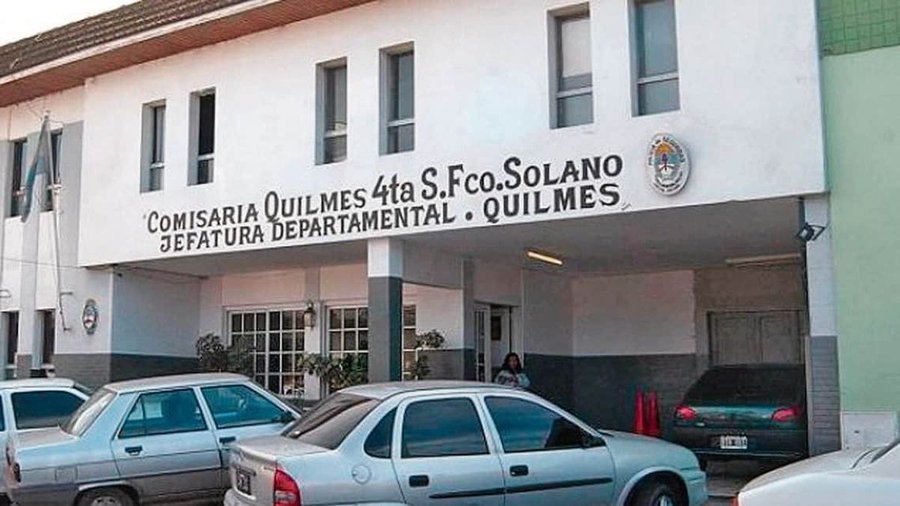 COMISARIA QUILMES 4ta S.Fco.SOLANO
JEFATURA DEPARTAMENTAL . QUILMES